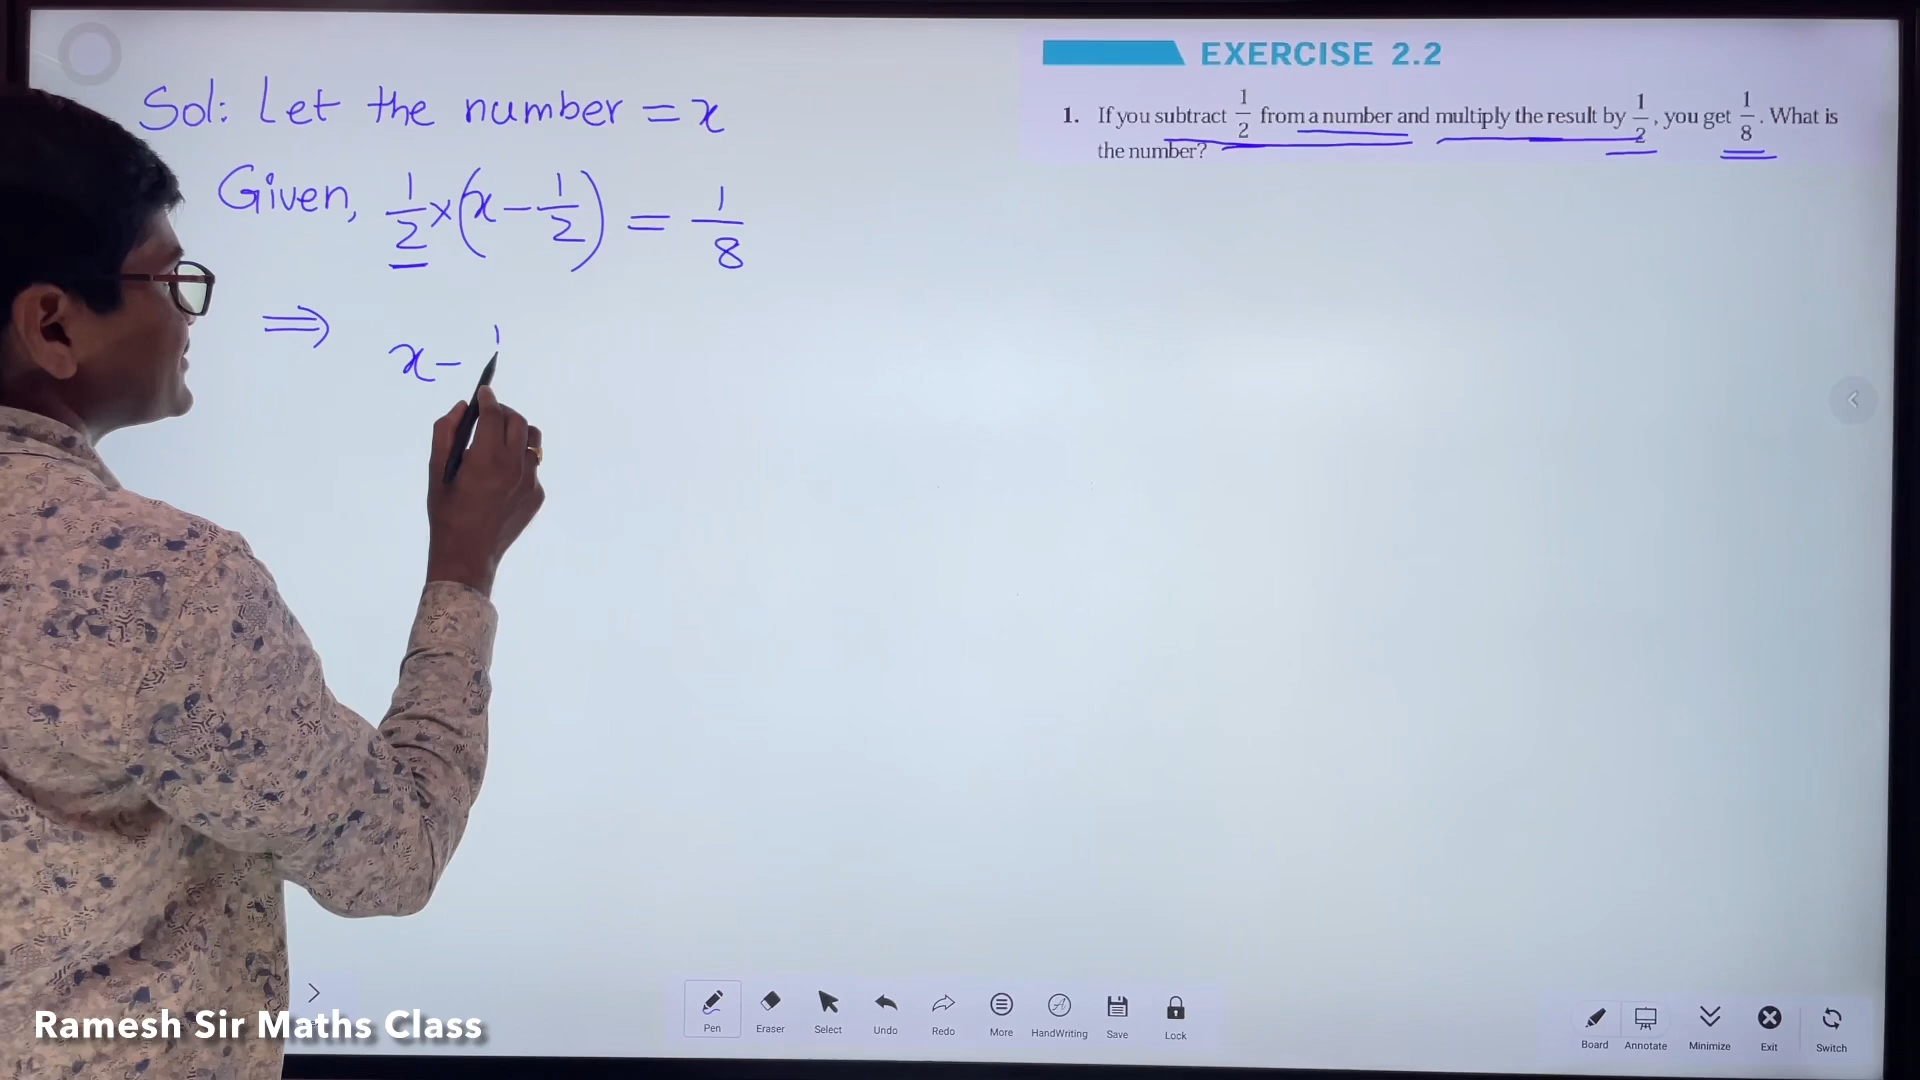 EXERCISE 2.2
1. If you subtract 1/2 from a number and multiply the result by 1/2, you get 1/8. What is
the number?
Sol: Let the number = x
Given, 1/2 × (x - 1/2) = 1/8
⇒ x - 1
Ramesh Sir Maths Class
Pen Eraser Select Undo Redo More HandWriting Save Lock
Board Annotate Minimize Exit Switch